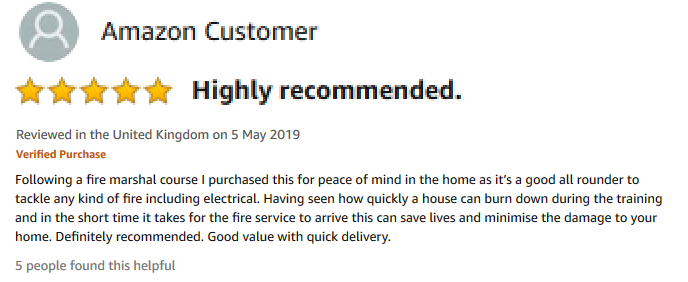 Amazon Customer
Highly recommended.
Reviewed in the United Kingdom on 5 May 2019
Verified Purchase
Following a fire marshal course I purchased this for peace of mind in the home as it's a good all rounder to
tackle any kind of fire including electrical. Having seen how quickly a house can burn down during the training
and in the short time it takes for the fire service to arrive this can save lives and minimise the damage to your
home. Definitely recommended. Good value with quick delivery.
5 people found this helpful